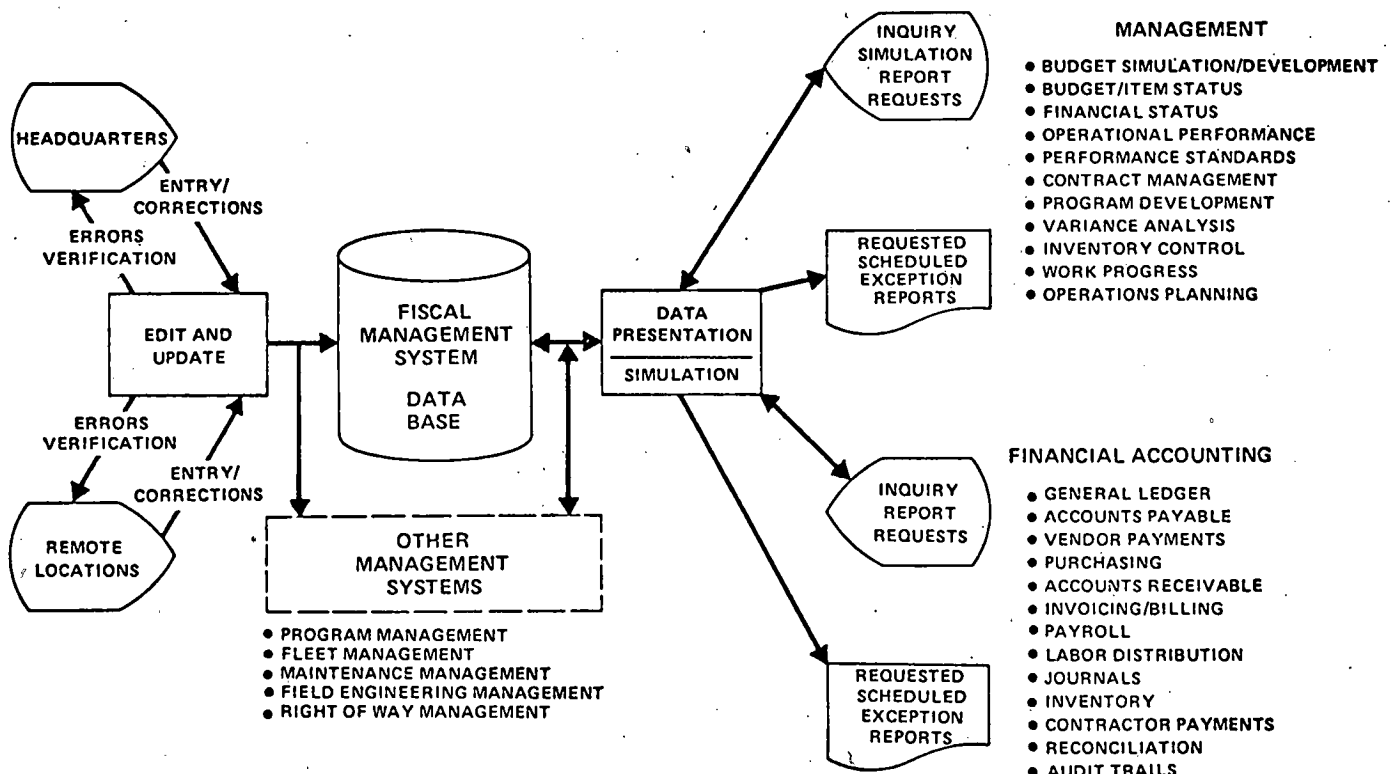 HEADQUARTERS
ENTRY/
CORRECTIONS
ERRORS
VERIFICATION
EDIT AND
UPDATE
ERRORS
VERIFICATION
ENTRY/
CORRECTIONS
REMOTE
LOCATIONS
FISCAL
MANAGEMENT
SYSTEM
DATA
BASE
OTHER
MANAGEMENT
SYSTEMS
• PROGRAM MANAGEMENT
• FLEET MANAGEMENT
• MAINTENANCE MANAGEMENT
• FIELD ENGINEERING MANAGEMENT
• RIGHT OF WAY MANAGEMENT
DATA
PRESENTATION
SIMULATION
INQUIRY
SIMULATION
REPORT
REQUESTS
REQUESTED
SCHEDULED
EXCEPTION
REPORTS
INQUIRY
REPORT
REQUESTS
REQUESTED
SCHEDULED
EXCEPTION
REPORTS
MANAGEMENT
• BUDGET SIMULATION/DEVELOPMENT
• BUDGET/ITEM STATUS
• FINANCIAL STATUS
• OPERATIONAL PERFORMANCE
• PERFORMANCE STANDARDS
• CONTRACT MANAGEMENT
• PROGRAM DEVELOPMENT
• VARIANCE ANALYSIS
• INVENTORY CONTROL
• WORK PROGRESS
• OPERATIONS PLANNING
FINANCIAL ACCOUNTING
• GENERAL LEDGER
• ACCOUNTS PAYABLE
• VENDOR PAYMENTS
• PURCHASING
• ACCOUNTS RECEIVABLE
• INVOICING/BILLING
• PAYROLL
• LABOR DISTRIBUTION
• JOURNALS
• INVENTORY
• CONTRACTOR PAYMENTS
• RECONCILIATION
• AUDIT TRAILS